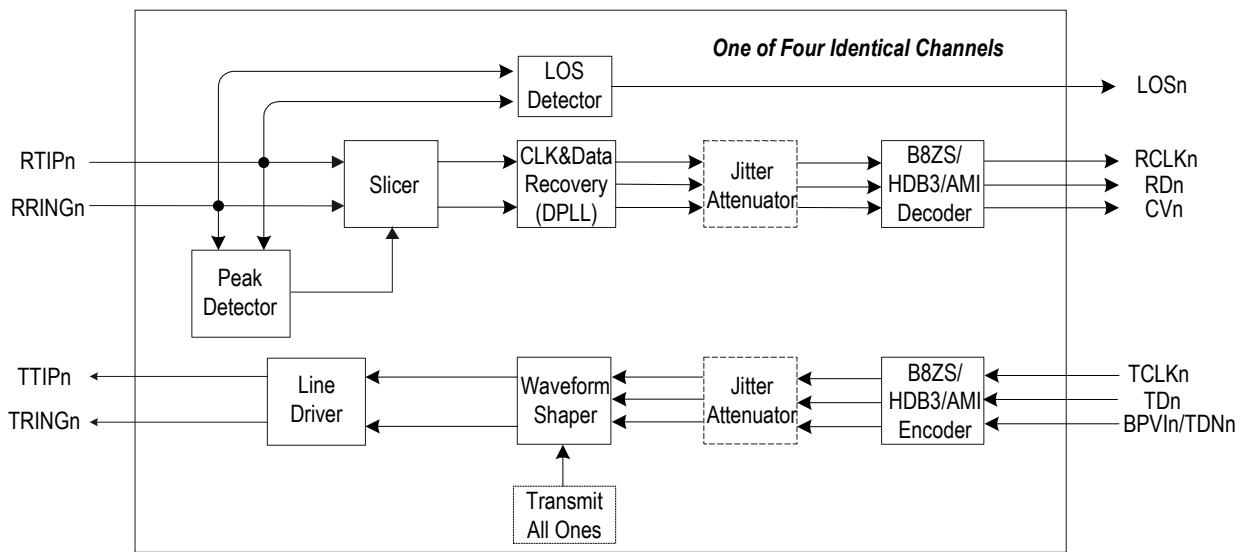 One of Four Identical Channels
LOS
Detector
LOSn
RTIPn
RRINGn
Slicer
CLK&Data
Recovery
(DPLL)
Jitter
Attenuator
B8ZS/
HDB3/AMI
Decoder
RCLKn
RDn
CVn
Peak
Detector
TTIPn
TRINGn
Line
Driver
Waveform
Shaper
Jitter
Attenuator
B8ZS/
HDB3/AMI
Encoder
TCLKn
TDn
BPVIn/TDNn
Transmit
All Ones